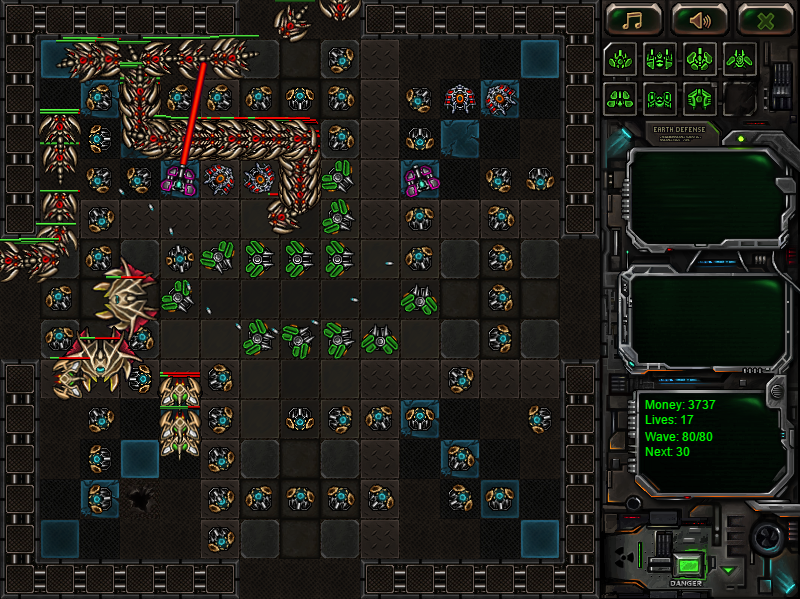 EARTH DEFENSE
Money: 3737
Lives: 17
Wave: 80/80
Next: 30
DANGER